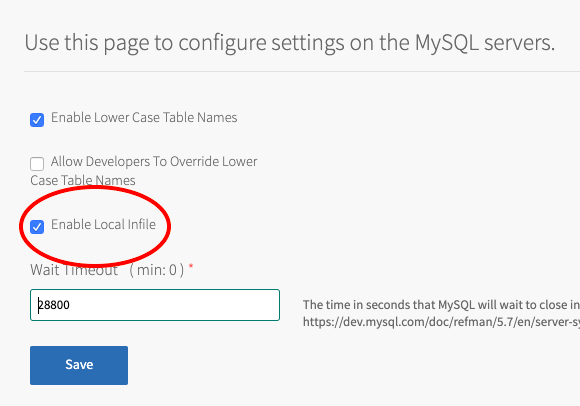 Use this page to configure settings on the MySQL servers.
Enable Lower Case Table Names
Allow Developers To Override Lower
Case Table Names
Enable Local Infile
Wait Timeout ( min: 0 ) *
28800
The time in seconds that MySQL will wait to close in
https://dev.mysql.com/doc/refman/5.7/en/server-sy
Save